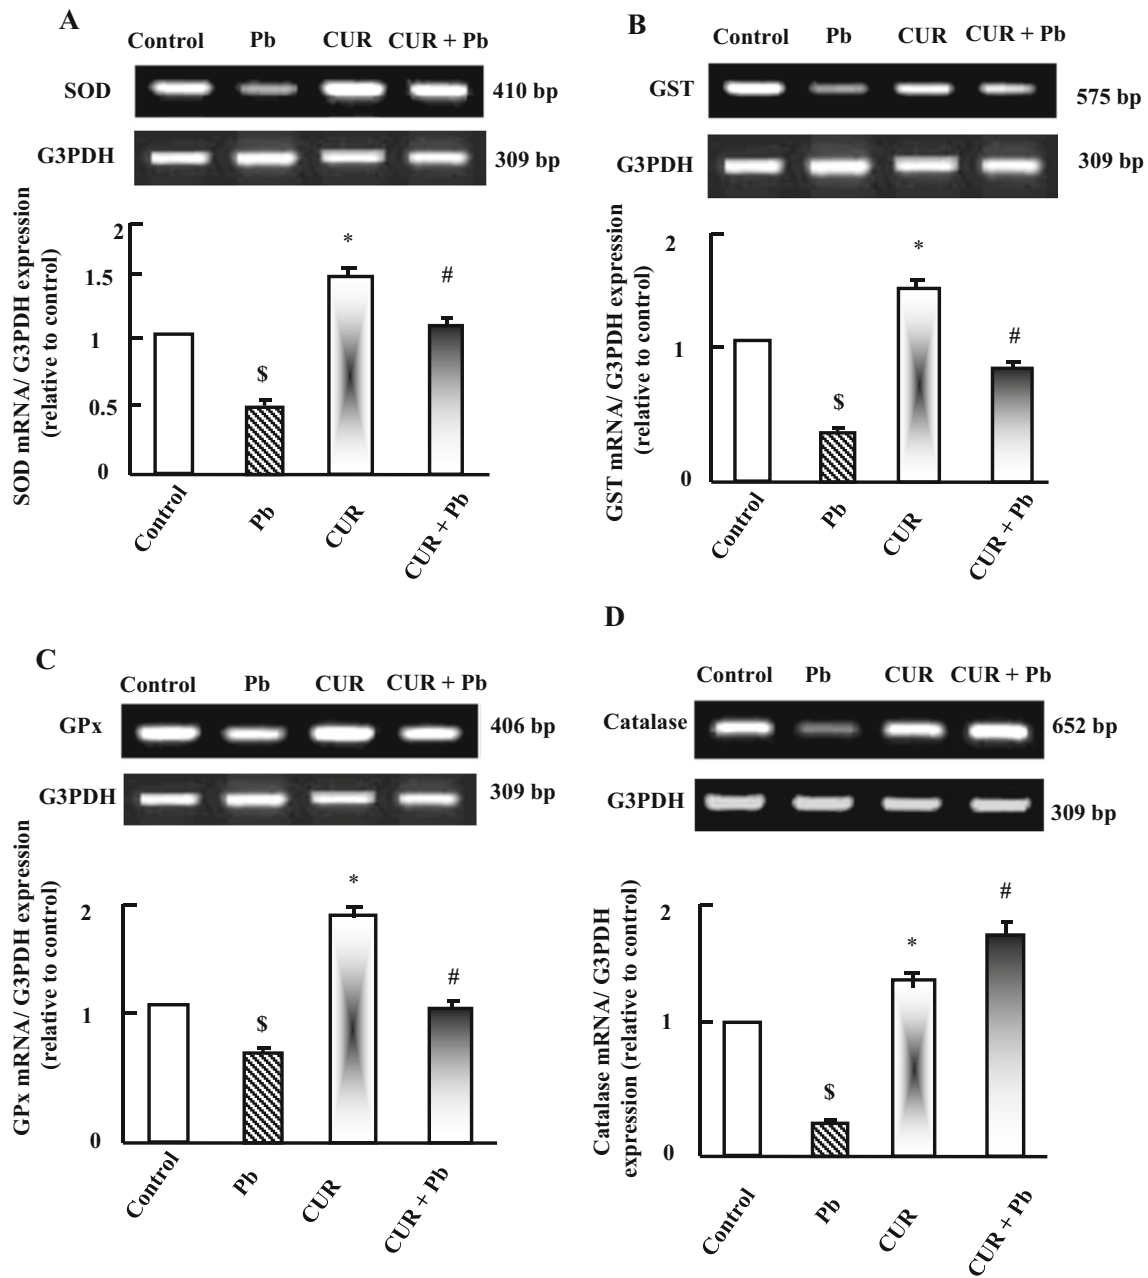 A
Control Pb CUR CUR + Pb
SOD 410 bp
G3PDH 309 bp
SOD mRNA/ G3PDH expression
(relative to control)
2
1.5
1
0.5
0
$
*
#
Control
Pb
CUR
CUR + Pb
B
Control Pb CUR CUR + Pb
GST 575 bp
G3PDH 309 bp
GST mRNA/ G3PDH expression
(relative to control)
2
1
0
$
*
#
Control
Pb
CUR
CUR + Pb
C
Control Pb CUR CUR + Pb
GPx 406 bp
G3PDH 309 bp
GPx mRNA/ G3PDH expression
(relative to control)
2
1
0
$
*
#
Control
Pb
CUR
CUR + Pb
D
Control Pb CUR CUR + Pb
Catalase 652 bp
G3PDH 309 bp
Catalase mRNA/ G3PDH
expression (relative to control)
2
1
0
$
*
#
Control
Pb
CUR
CUR + Pb